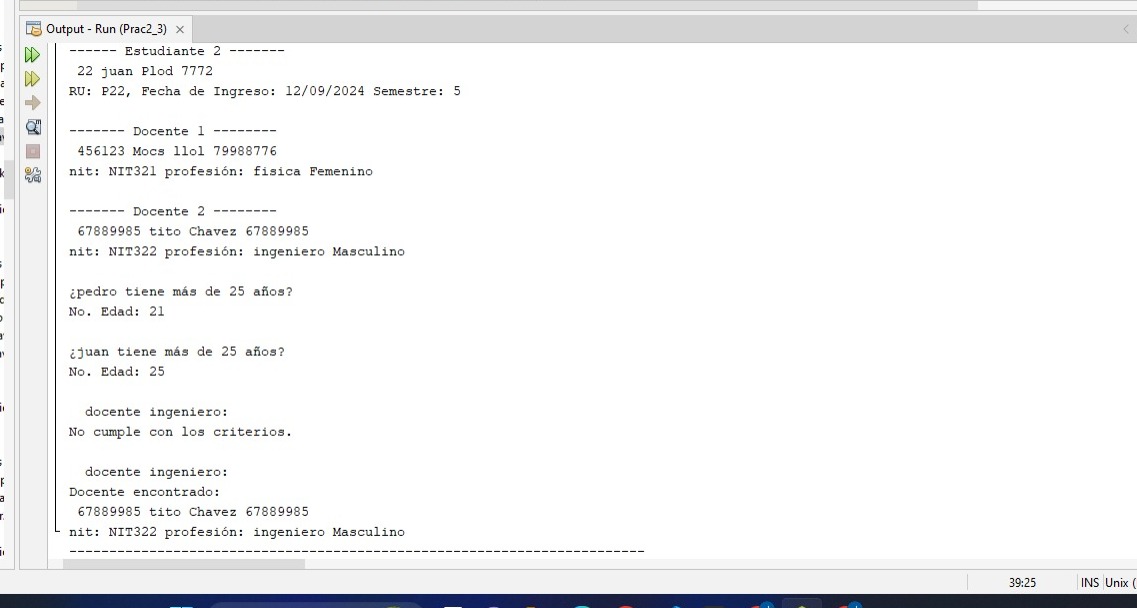 Output - Run (Prac2_3) ×
------ Estudiante 2 -------
22 juan Plod 7772
RU: P22, Fecha de Ingreso: 12/09/2024 Semestre: 5
------- Docente 1 --------
456123 Mocs llol 79988776
nit: NIT321 profesión: fisica Femenino
------- Docente 2 --------
67889985 tito Chavez 67889985
nit: NIT322 profesión: ingeniero Masculino
¿pedro tiene más de 25 años?
No. Edad: 21
¿juan tiene más de 25 años?
No. Edad: 25
docente ingeniero:
No cumple con los criterios.
docente ingeniero:
Docente encontrado:
67889985 tito Chavez 67889985
nit: NIT322 profesión: ingeniero Masculino
------------------------------------------------------------------------
39:25 INS Unix (